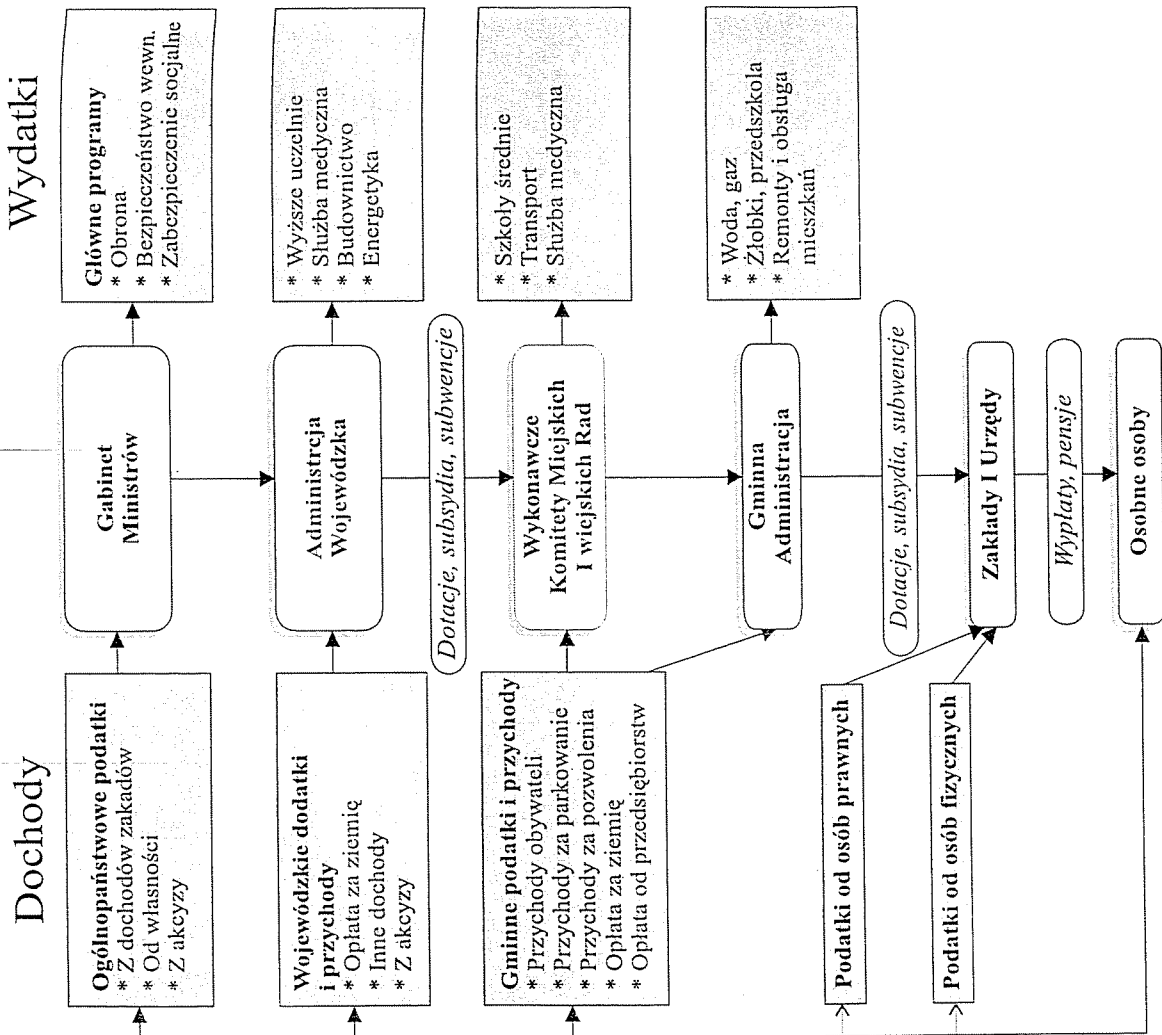 Dochody
Wydatki
Ogólnopaństwowe podatki
* Z dochodów zakadów
* Od własności
* Z akcyzy
Gabinet
Ministrów
Główne programy
* Obrona
* Bezpieczeństwo wewn.
* Zabezpieczenie socjalne
Wojewódzkie dodatki
i przychody
* Opłata za ziemię
* Inne dochody
* Z akcyzy
Administrcja
Wojewódzka
* Wyższe uczelnie
* Służba medyczna
* Budownictwo
* Energetyka
Dotacje, subsydia, subwencje
Gminne podatki i przychody
* Przychody obywateli
* Przychody za parkowanie
* Przychody za pozwolenia
* Opłata za ziemię
* Opłata od przedsiębiorstw
Wykonawcze
Komitety Miejskich
I wiejskich Rad
* Szkoły średnie
* Transport
* Służba medyczna
Gminna
Administracja
* Woda, gaz
* Żłobki, przedszkola
* Remonty i obsługa
mieszkań
Dotacje, subsydia, subwencje
Podatki od osób prawnych
Zakłady I Urzędy
Podatki od osób fizycznych
Wypłaty, pensje
Osobne osoby